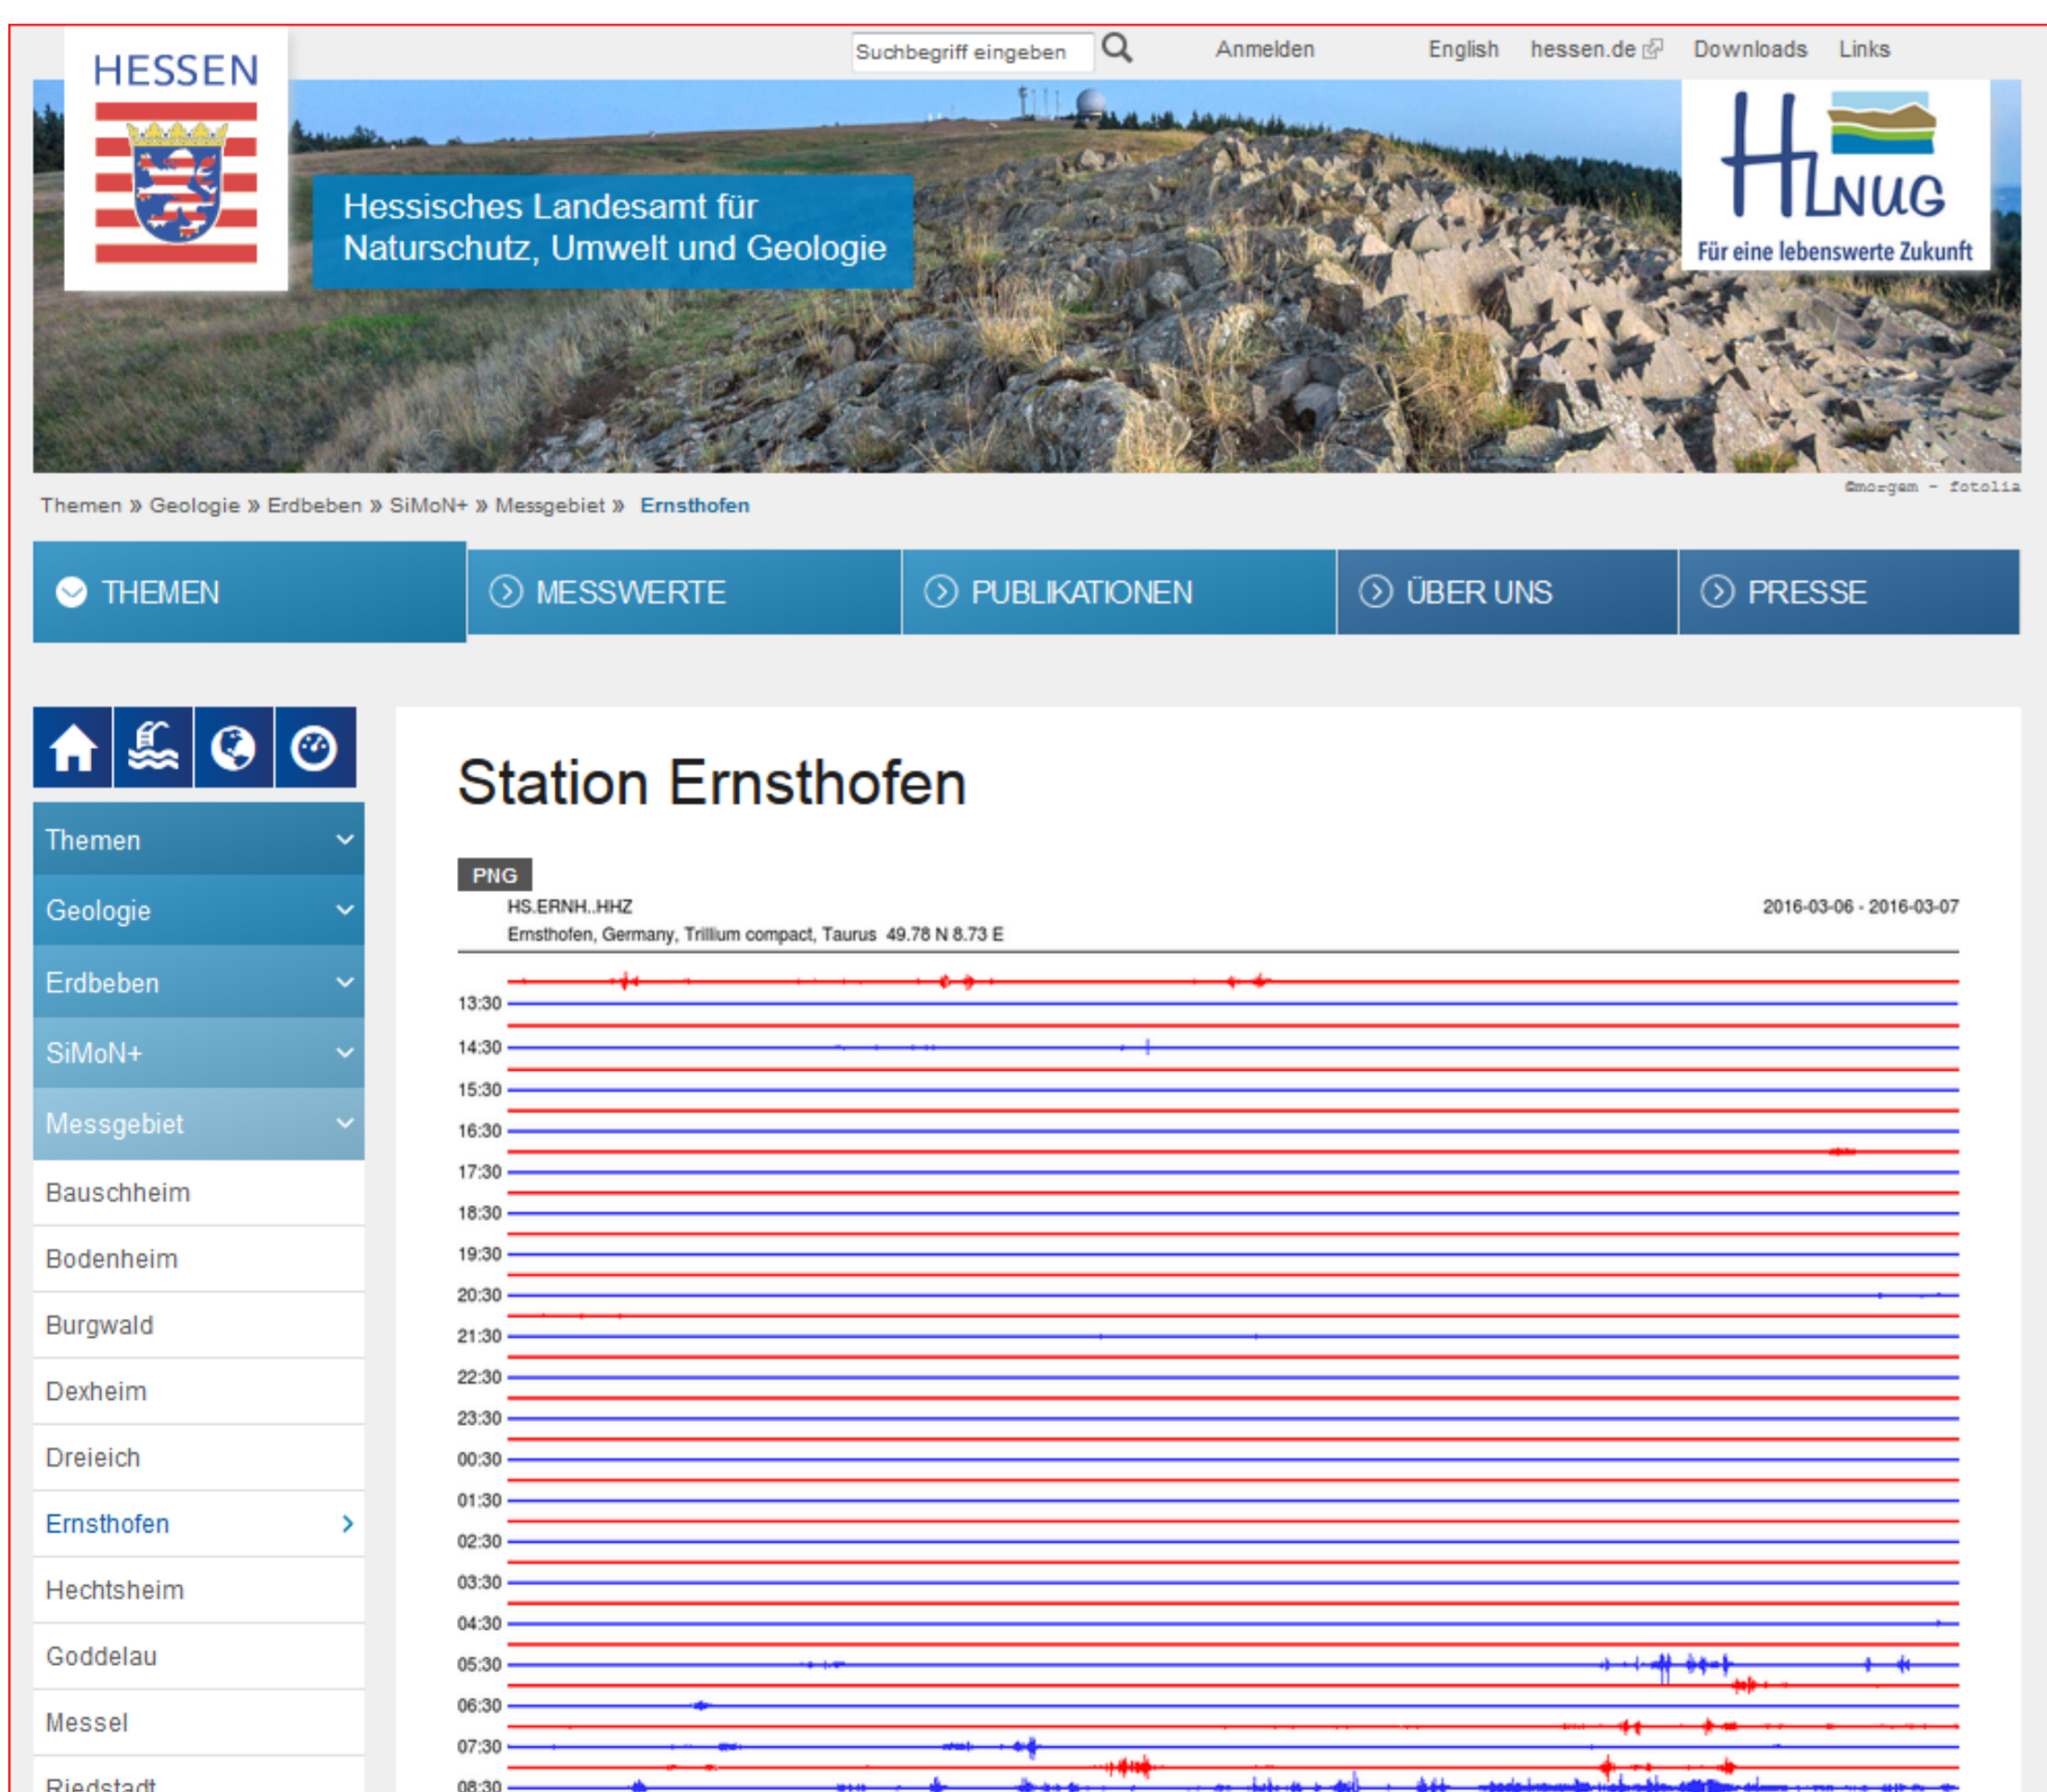 Suchbegriff eingeben
Anmelden
English
hessen.de
Downloads
Links
HESSEN
Hessisches Landesamt für
Naturschutz, Umwelt und Geologie
HLNUG
Für eine lebenswerte Zukunft
©morgem - fotolia
Themen » Geologie » Erdbeben » SiMoN+ » Messgebiet » Ernsthofen
THEMEN
MESSWERTE
PUBLIKATIONEN
ÜBER UNS
PRESSE
Themen
Geologie
Erdbeben
SiMoN+
Messgebiet
Bauschheim
Bodenheim
Burgwald
Dexheim
Dreieich
Ernsthofen
Hechtsheim
Goddelau
Messel
Riedstadt
Station Ernsthofen
PNG
HS.ERNH..HHZ
2016-03-06 - 2016-03-07
Ernsthofen, Germany, Trillium compact, Taurus 49.78 N 8.73 E
13:30
14:30
15:30
16:30
17:30
18:30
19:30
20:30
21:30
22:30
23:30
00:30
01:30
02:30
03:30
04:30
05:30
06:30
07:30
08:30